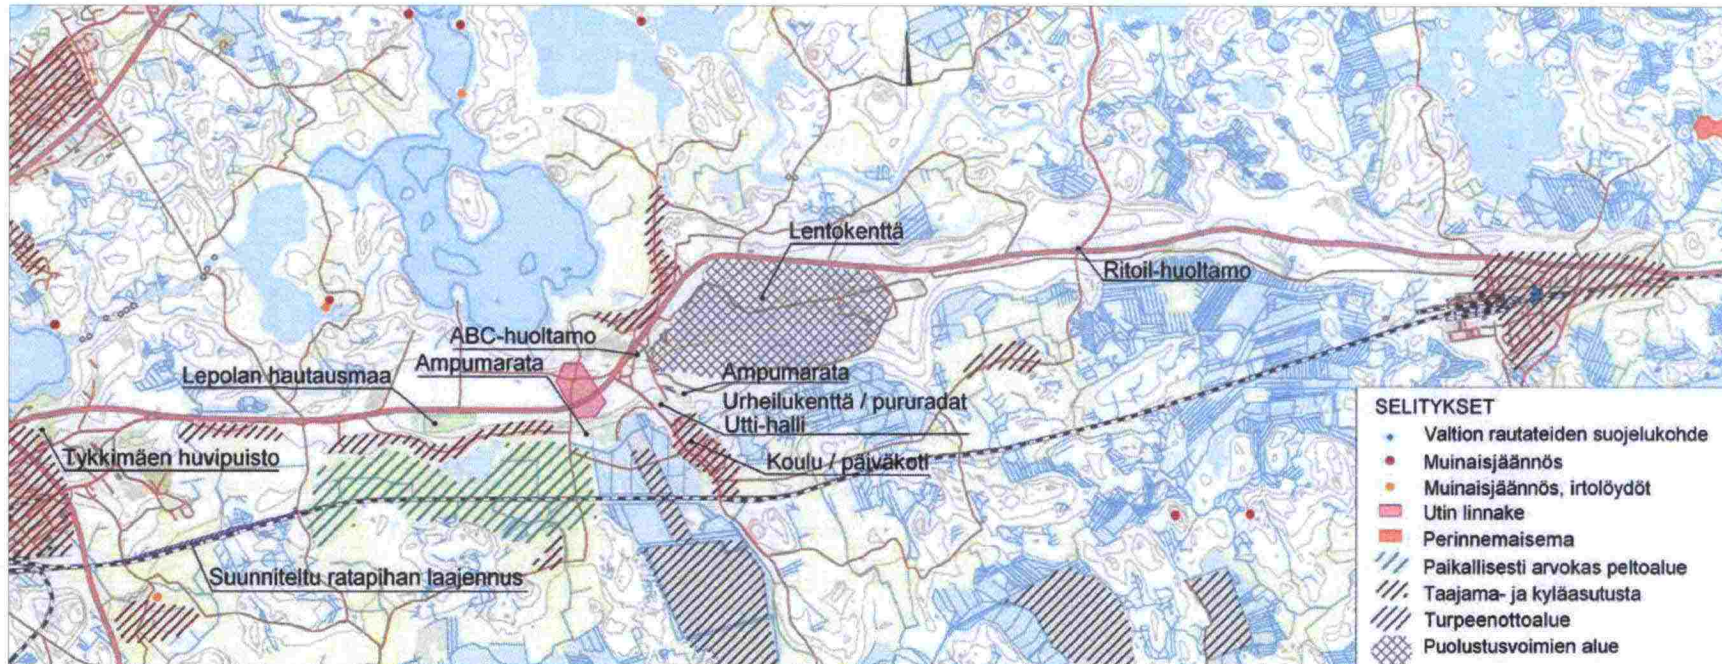 Lentokenttä
Ritoil-huoltamo
ABC-huoltamo
Ampumarata
Lepolan hautausmaa
Ampumarata
Urheilukenttä / pururadat
Utti-halli
Tykkimäen huvipuisto
Koulu / päiväkoti
Suunniteltu ratapihan laajennus
SELITYKSET
Valtion rautateiden suojelukohde
Muinaisjäännös
Muinaisjäännös, irtolöydöt
Utin linnake
Perinnemaisema
Paikallisesti arvokas peltoalue
Taajama- ja kyläasutusta
Turpeenottoalue
Puolustusvoimien alue